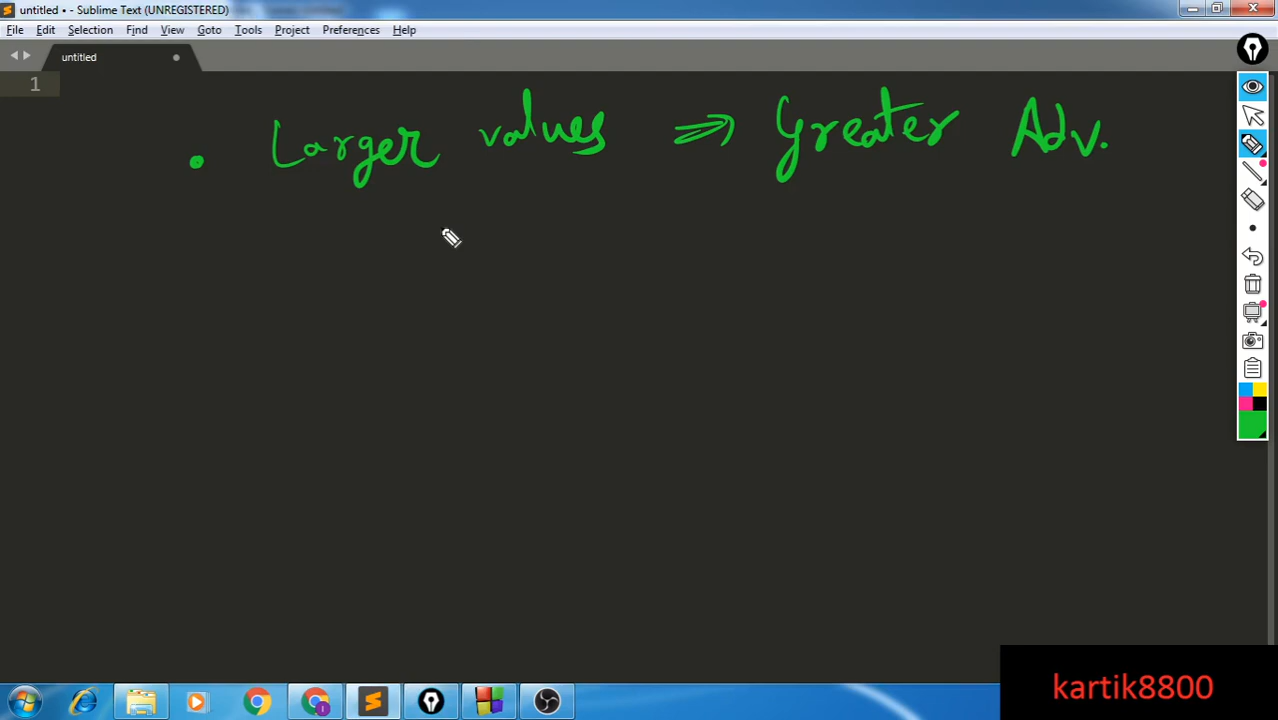 untitled • - Sublime Text (UNREGISTERED)
File Edit Selection Find View Goto Tools Project Preferences Help
untitled
1
• Larger values ⇒ Greater Adv.
kartik8800